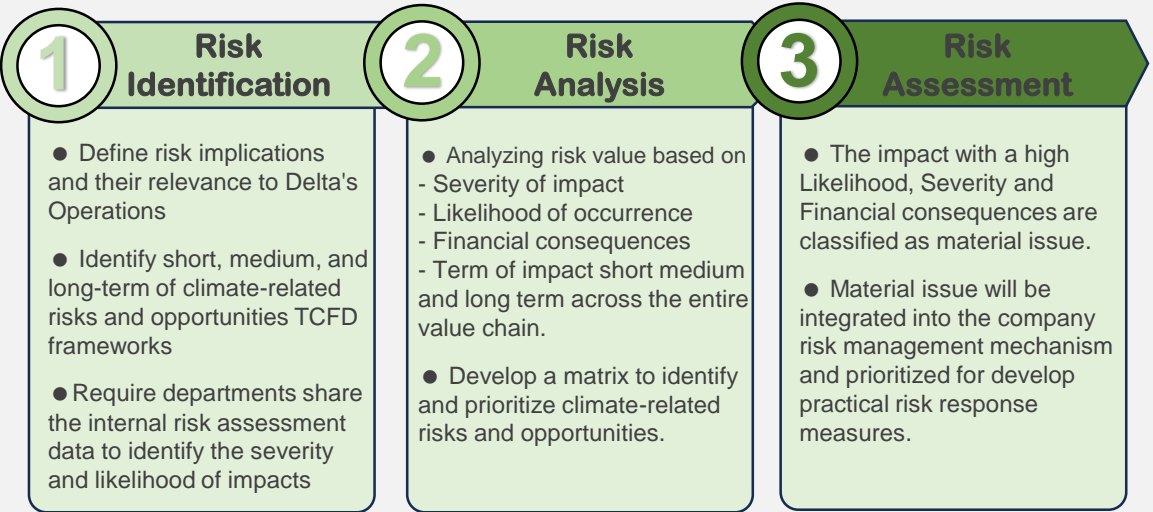 1
Risk
Identification
● Define risk implications
and their relevance to Delta's
Operations
● Identify short, medium, and
long-term of climate-related
risks and opportunities TCFD
frameworks
●Require departments share
the internal risk assessment
data to identify the severity
and likelihood of impacts
2
Risk
Analysis
● Analyzing risk value based on
- Severity of impact
- Likelihood of occurrence
- Financial consequences
- Term of impact short medium
and long term across the entire
value chain.
● Develop a matrix to identify
and prioritize climate-related
risks and opportunities.
3
Risk
Assessment
● The impact with a high
Likelihood, Severity and
Financial consequences are
classified as material issue.
● Material issue will be
integrated into the company
risk management mechanism
and prioritized for develop
practical risk response
measures.